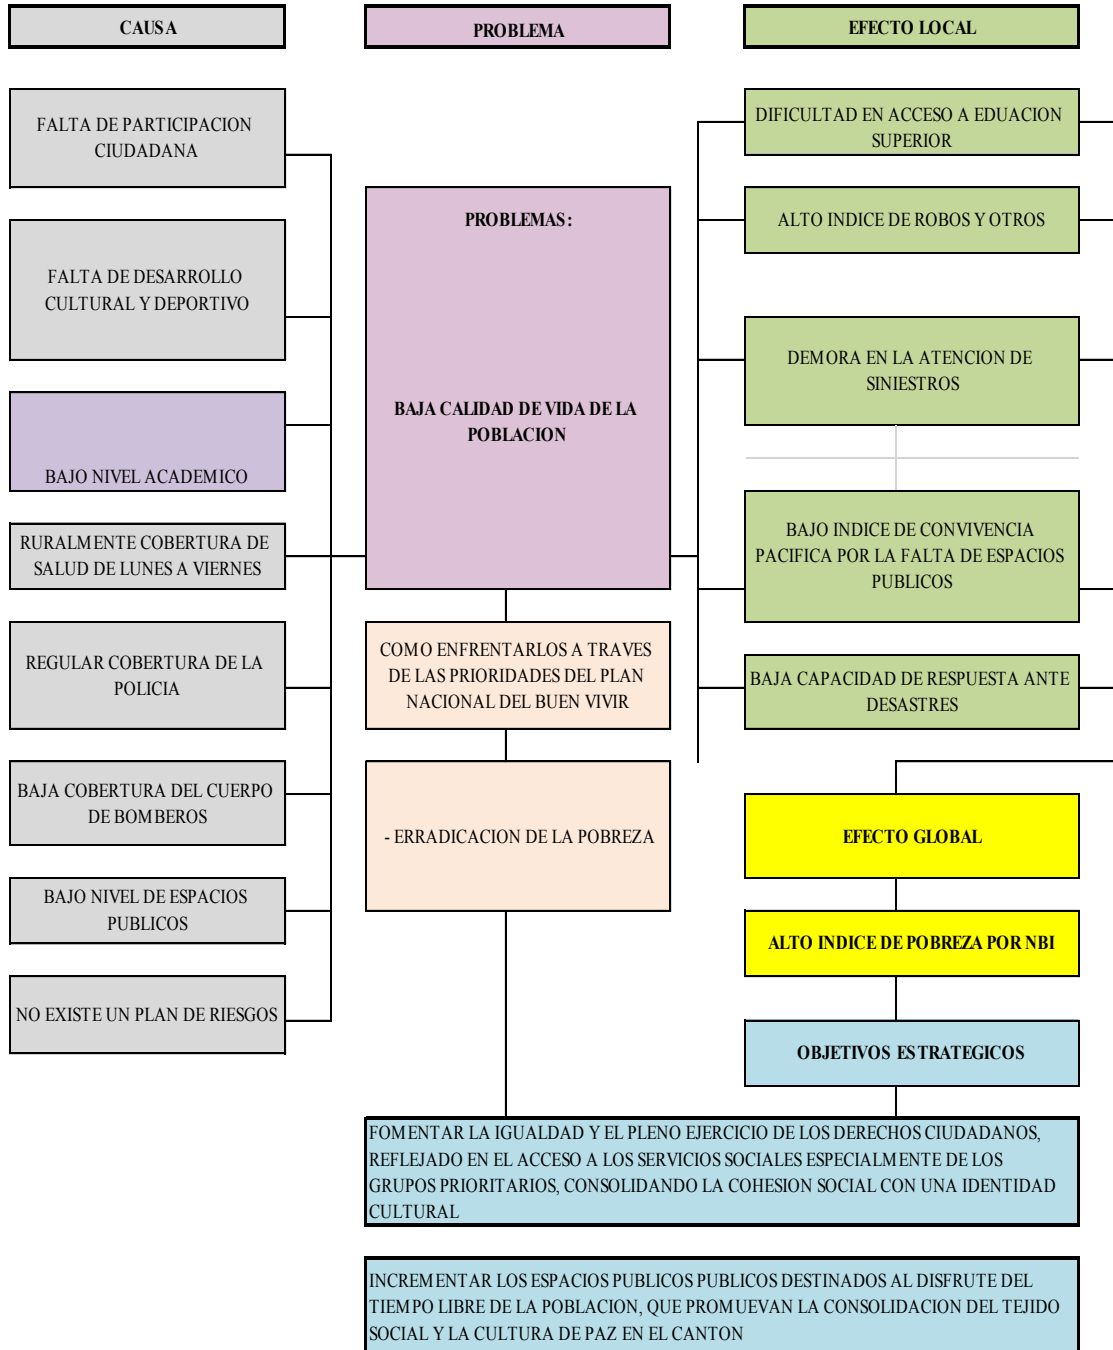 CAUSA
FALTA DE PARTICIPACION
CIUDADANA
FALTA DE DESARROLLO
CULTURAL Y DEPORTIVO
BAJO NIVEL ACADEMICO
RURALMENTE COBERTURA DE
SALUD DE LUNES A VIERNES
REGULAR COBERTURA DE LA
POLICIA
BAJA COBERTURA DEL CUERPO
DE BOMBEROS
BAJO NIVEL DE ESPACIOS
PUBLICOS
NO EXISTE UN PLAN DE RIESGOS
PROBLEMA
PROBLEMAS:
BAJA CALIDAD DE VIDA DE LA
POBLACION
COMO ENFRENTARLOS A TRAVES
DE LAS PRIORIDADES DEL PLAN
NACIONAL DEL BUEN VIVIR
- ERRADICACION DE LA POBREZA
EFECTO LOCAL
DIFICULTAD EN ACCESO A EDUACION
SUPERIOR
ALTO INDICE DE ROBOS Y OTROS
DEMORA EN LA ATENCION DE
SINIESTROS
BAJO INDICE DE CONVIVENCIA
PACIFICA POR LA FALTA DE ESPACIOS
PUBLICOS
BAJA CAPACIDAD DE RESPUESTA ANTE
DESASTRES
EFECTO GLOBAL
ALTO INDICE DE POBREZA POR NBI
OBJETIVOS ESTRATEGICOS
FOMENTAR LA IGUALDAD Y EL PLENO EJERCICIO DE LOS DERECHOS CIUDADANOS,
REFLEJADO EN EL ACCESO A LOS SERVICIOS SOCIALES ESPECIALMENTE DE LOS
GRUPOS PRIORITARIOS, CONSOLIDANDO LA COHESION SOCIAL CON UNA IDENTIDAD
CULTURAL
INCREMENTAR LOS ESPACIOS PUBLICOS PUBLICOS DESTINADOS AL DISFRUTE DEL
TIEMPO LIBRE DE LA POBLACION, QUE PROMUEVAN LA CONSOLIDACION DEL TEJIDO
SOCIAL Y LA CULTURA DE PAZ EN EL CANTON